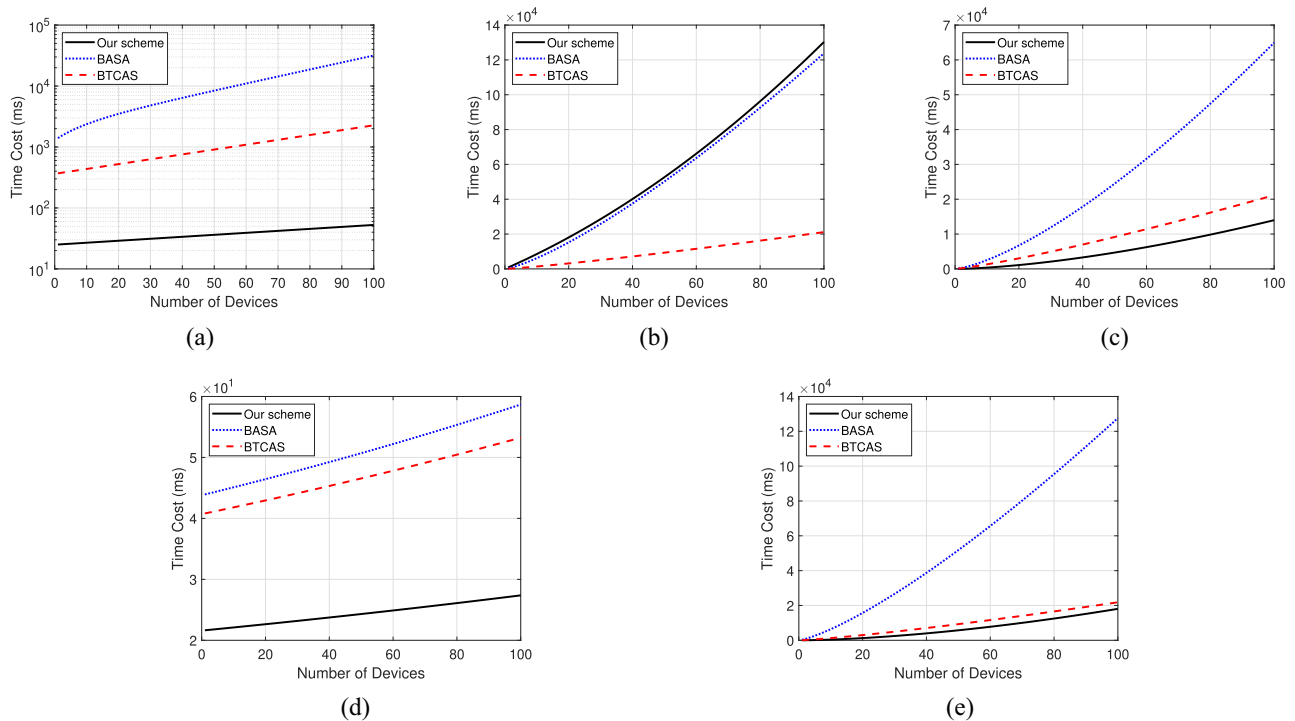 10^5
10^4
10^3
10^2
10^1
Time Cost (ms)
Our scheme
BASA
BTCAS
0 10 20 30 40 50 60 70 80 90 100
Number of Devices
(a)
×10^4
14
12
10
8
6
4
2
0
Time Cost (ms)
Our scheme
BASA
BTCAS
0 20 40 60 80 100
Number of Devices
(b)
×10^4
7
6
5
4
3
2
1
0
Time Cost (ms)
Our scheme
BASA
BTCAS
0 20 40 60 80 100
Number of Devices
(c)
×10^1
6
5
4
3
2
Time Cost (ms)
Our scheme
BASA
BTCAS
0 20 40 60 80 100
Number of Devices
(d)
×10^4
14
12
10
8
6
4
2
0
Time Cost (ms)
Our scheme
BASA
BTCAS
0 20 40 60 80 100
Number of Devices
(e)